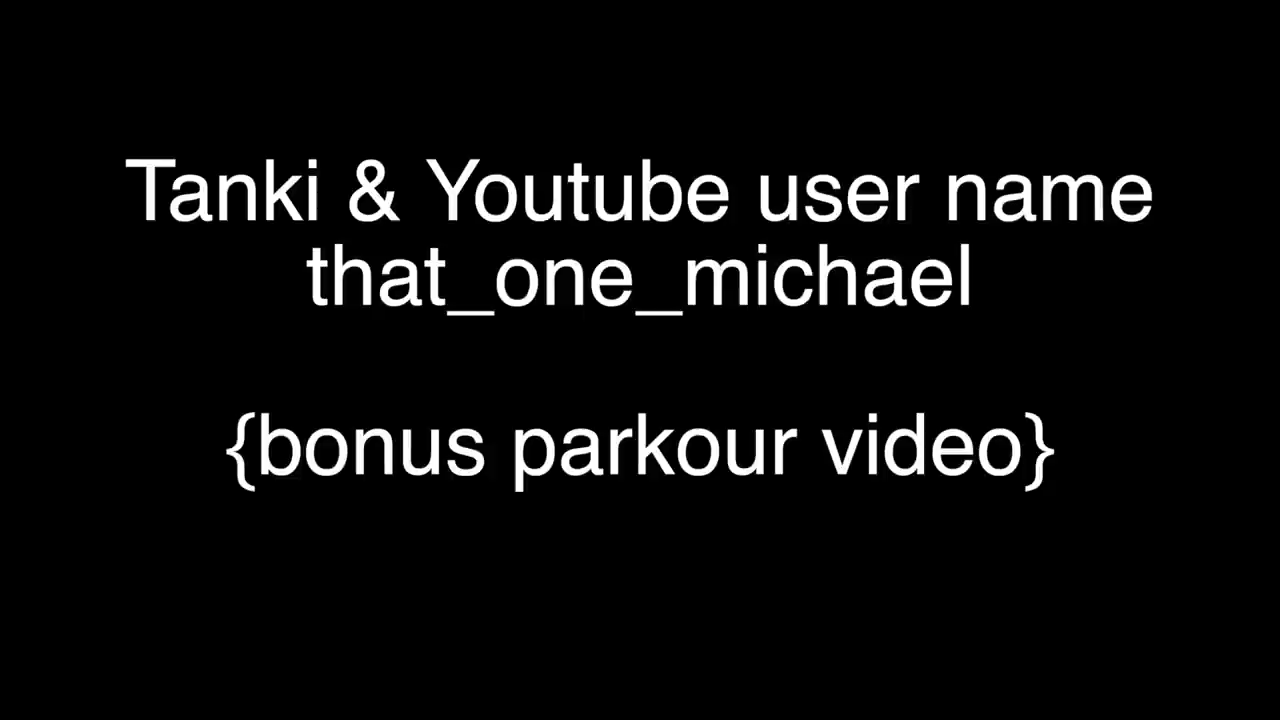 Tanki & Youtube user name
that_one_michael
{bonus parkour video}